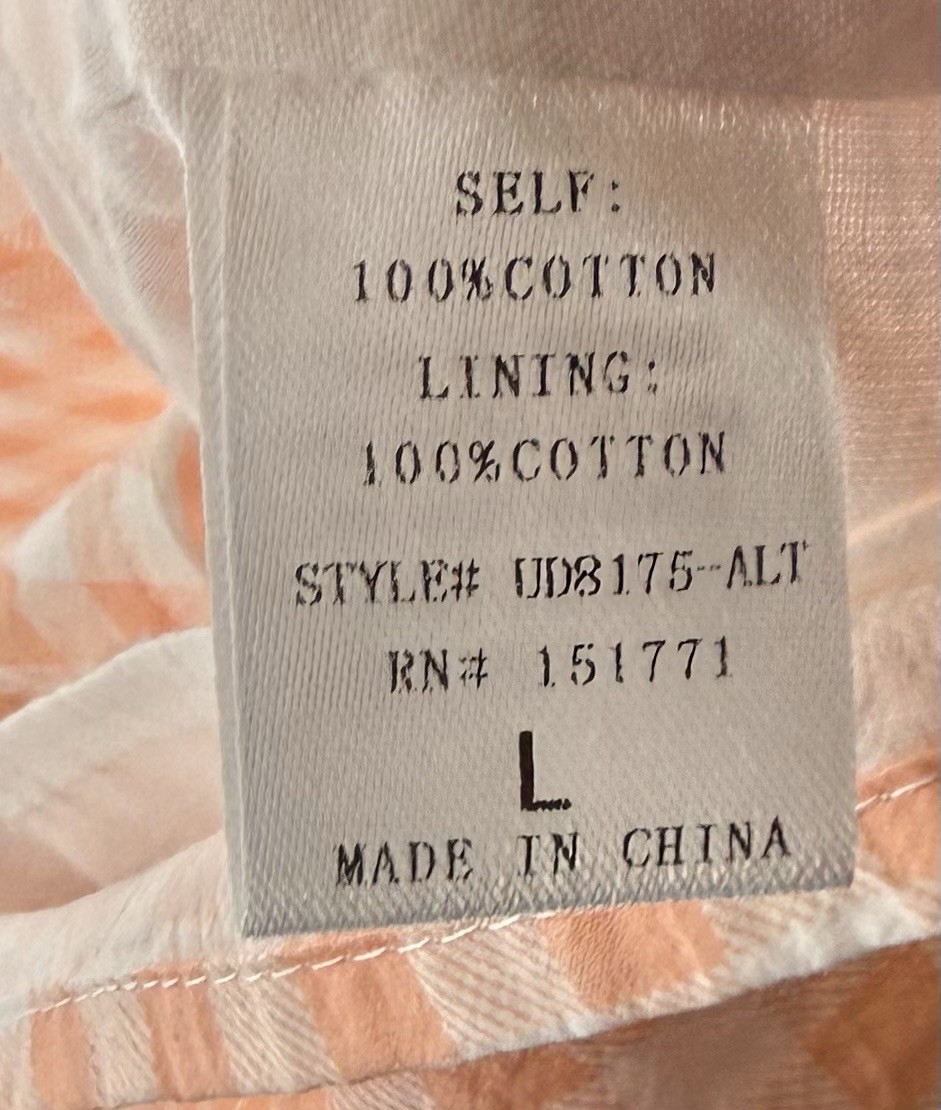 SELF:
100%COTTON
LINING:
100%COTTON
STYLE# UD8175-ALT
RN# 151771
L
MADE IN CHINA